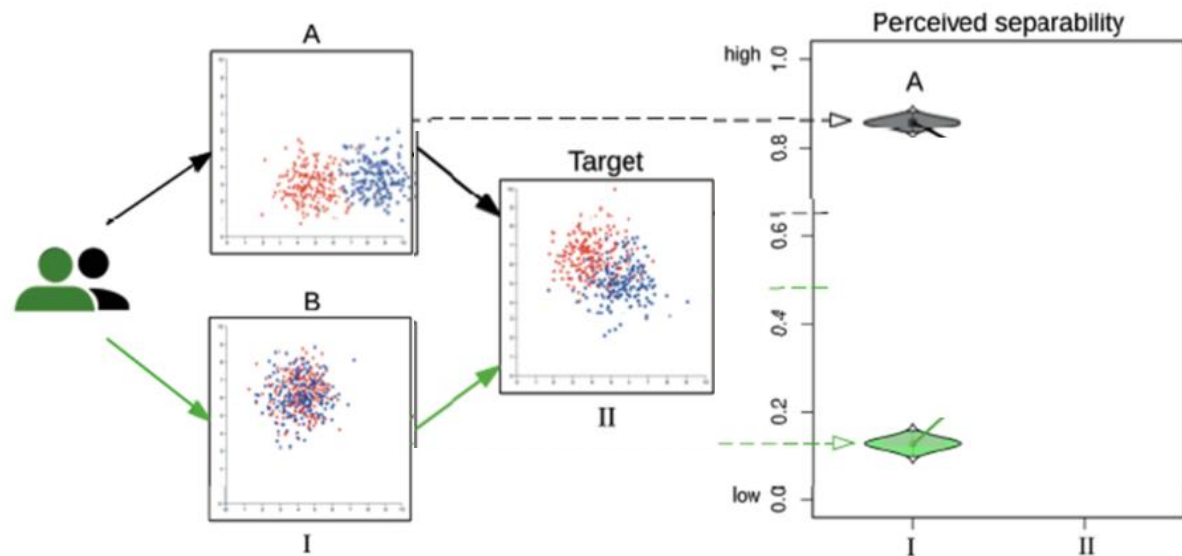 A
B
I
Target
II
Perceived separability
high
1.0
A
0.8
0.6
0.4
0.2
low
0.0
I
II